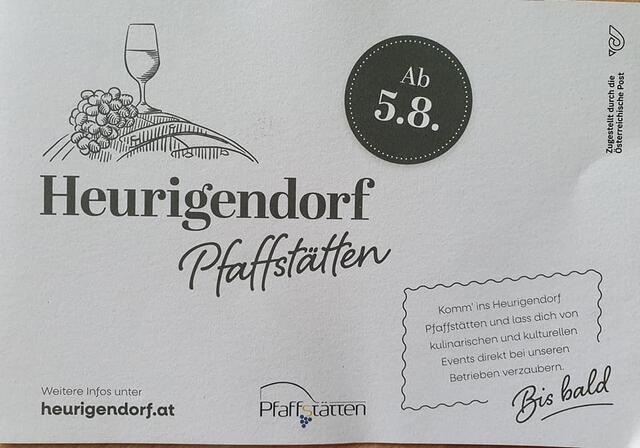 Ab
5.8.
Zugestellt durch die
Österreichische Post
Heurigendorf
Pfaffstätten
Komm' ins Heurigendorf
Pfaffstätten und lass dich von
kulinarischen und kulturellen
Events direkt bei unseren
Betrieben verzaubern.
Bis bald
Weitere Infos unter
heurigendorf.at
Pfaffstätten